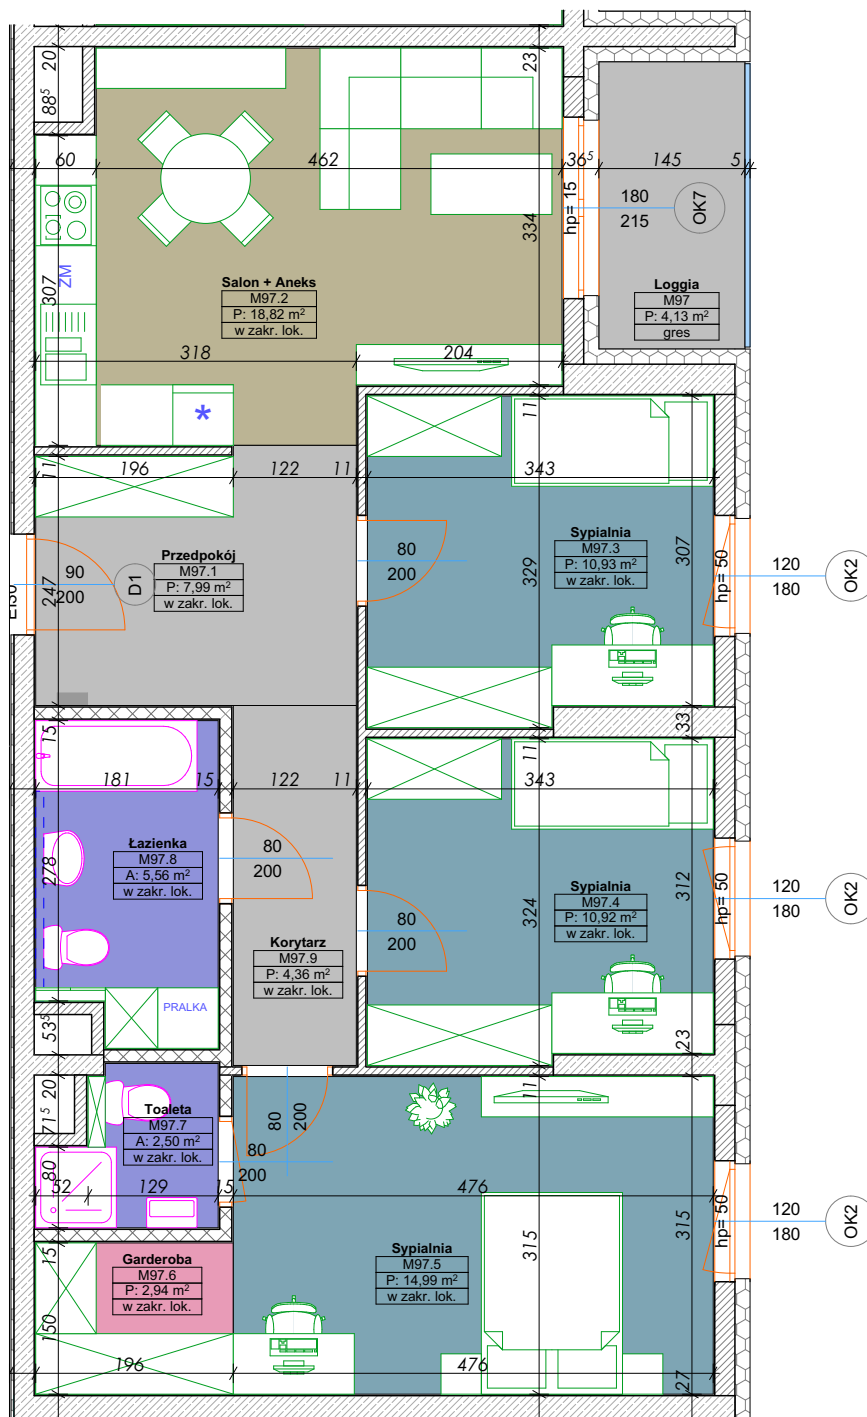 20
23
88⁵
60
462
36⁵
145
5
180
215
OK7
hp= 15
334
ZM
307
Salon + Aneks
M97.2
P: 18,82 m²
w zakr. lok.
Loggia
M97
P: 4,13 m²
gres
318
204
*
11
11
196
122
11
343
Przedpokój
M97.1
P: 7,99 m²
w zakr. lok.
90
200
D1
247
80
200
329
Sypialnia
M97.3
P: 10,93 m²
w zakr. lok.
307
hp= 50
120
180
OK2
15
33
11
181
15
122
11
343
Łazienka
M97.8
A: 5,56 m²
w zakr. lok.
278
80
200
80
200
324
Sypialnia
M97.4
P: 10,92 m²
w zakr. lok.
312
hp= 50
120
180
OK2
Korytarz
M97.9
P: 4,36 m²
w zakr. lok.
PRALKA
53⁵
23
20
11
71⁵
Toaleta
M97.7
A: 2,50 m²
w zakr. lok.
80
200
80
200
80
52
129
15
476
hp= 50
120
180
OK2
315
315
15
Garderoba
M97.6
P: 2,94 m²
w zakr. lok.
Sypialnia
M97.5
P: 14,99 m²
w zakr. lok.
150
196
476
27